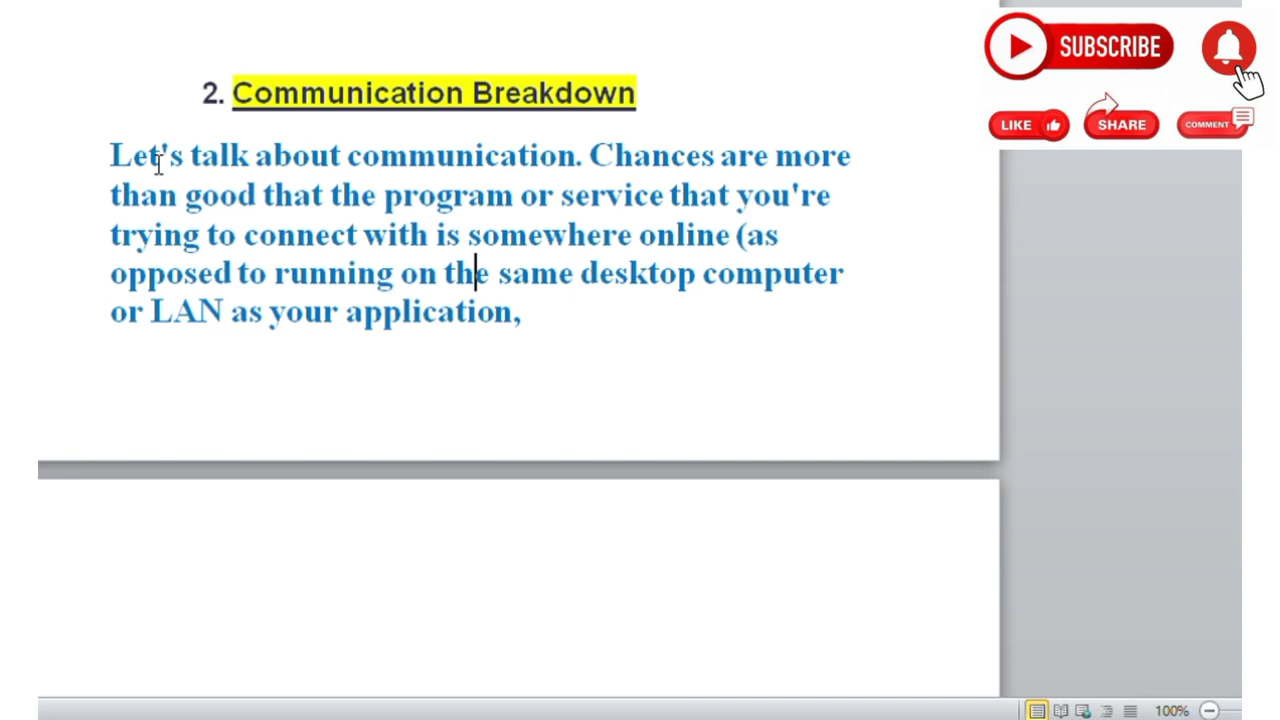 SUBSCRIBE
LIKE
SHARE
COMMENT
2. Communication Breakdown
Let's talk about communication. Chances are more
than good that the program or service that you're
trying to connect with is somewhere online (as
opposed to running on the same desktop computer
or LAN as your application,
100%